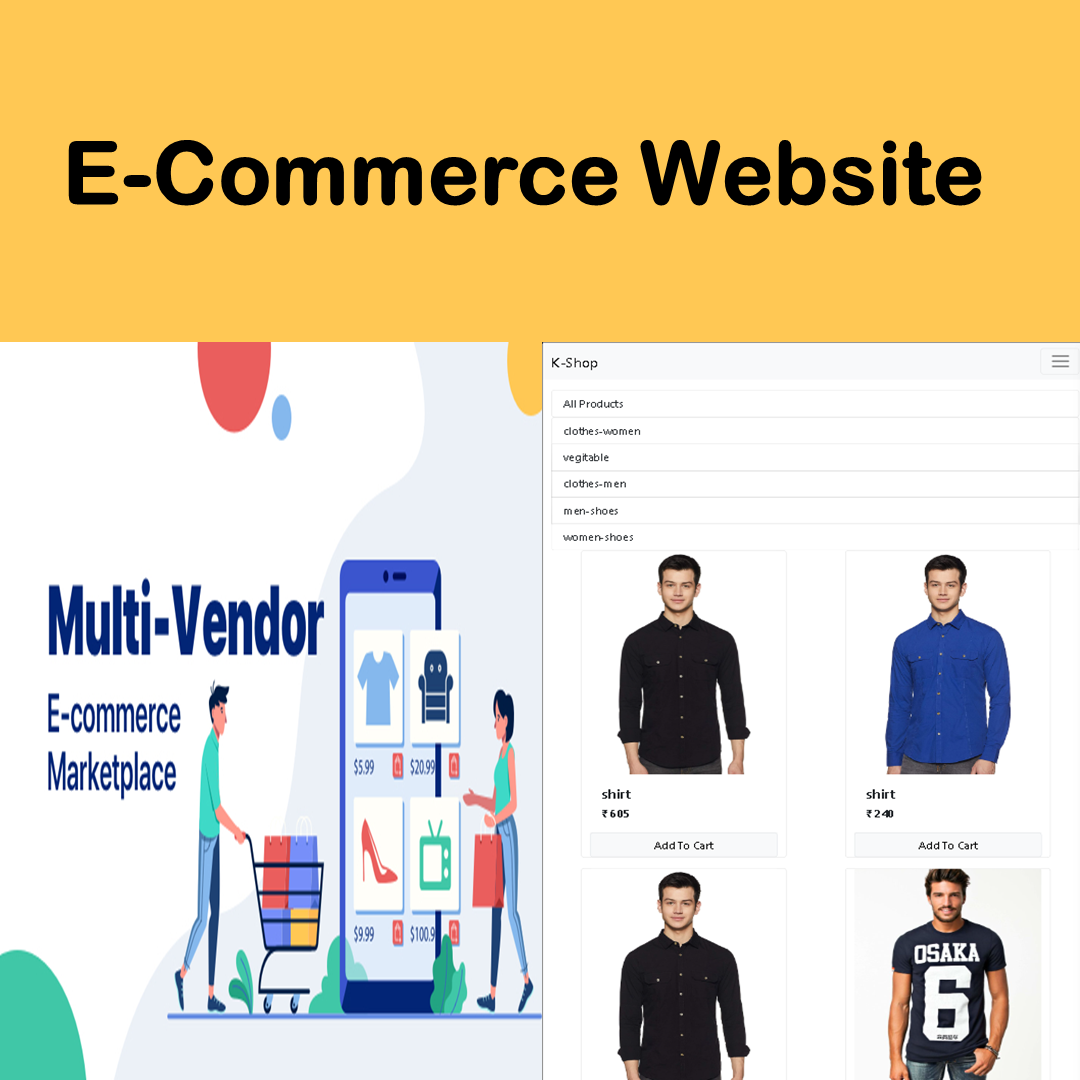 E-Commerce Website
Multi-Vendor
E-commerce
Marketplace
$5.99
$20.99
$9.99
$100.9
K-Shop
All Products
clothes-women
vegitable
clothes-men
men-shoes
women-shoes
shirt
₹ 605
Add To Cart
shirt
₹ 240
Add To Cart
OSAKA
6